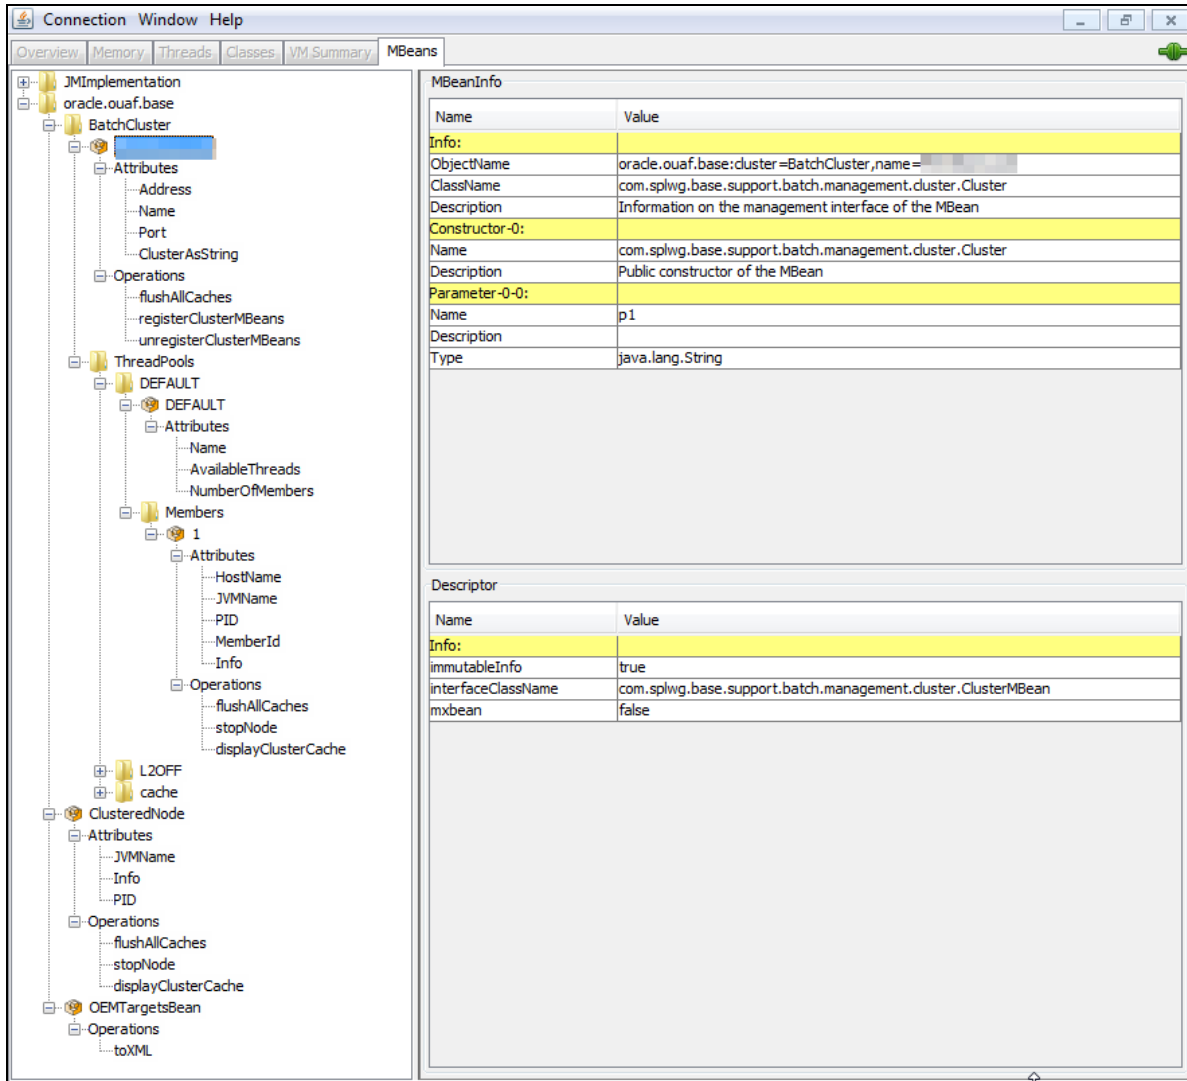 Connection Window Help
Overview Memory Threads Classes VM Summary MBeans
JMImplementation
oracle.ouaf.base
BatchCluster
Attributes
Address
Name
Port
ClusterAsString
Operations
flushAllCaches
registerClusterMBeans
unregisterClusterMBeans
ThreadPools
DEFAULT
DEFAULT
Attributes
Name
AvailableThreads
NumberOfMembers
Members
1
Attributes
HostName
JVMName
PID
MemberId
Info
Operations
flushAllCaches
stopNode
displayClusterCache
L2OFF
cache
ClusteredNode
Attributes
JVMName
Info
PID
Operations
flushAllCaches
stopNode
displayClusterCache
OEMTargetsBean
Operations
toXML
MBeanInfo
Name Value
Info:
ObjectName oracle.ouaf.base:cluster=BatchCluster,name=
ClassName com.splwg.base.support.batch.management.cluster.Cluster
Description Information on the management interface of the MBean
Constructor-0:
Name com.splwg.base.support.batch.management.cluster.Cluster
Description Public constructor of the MBean
Parameter-0-0:
Name p1
Description
Type java.lang.String
Descriptor
Name Value
Info:
immutableInfo true
interfaceClassName com.splwg.base.support.batch.management.cluster.ClusterMBean
mxbean false